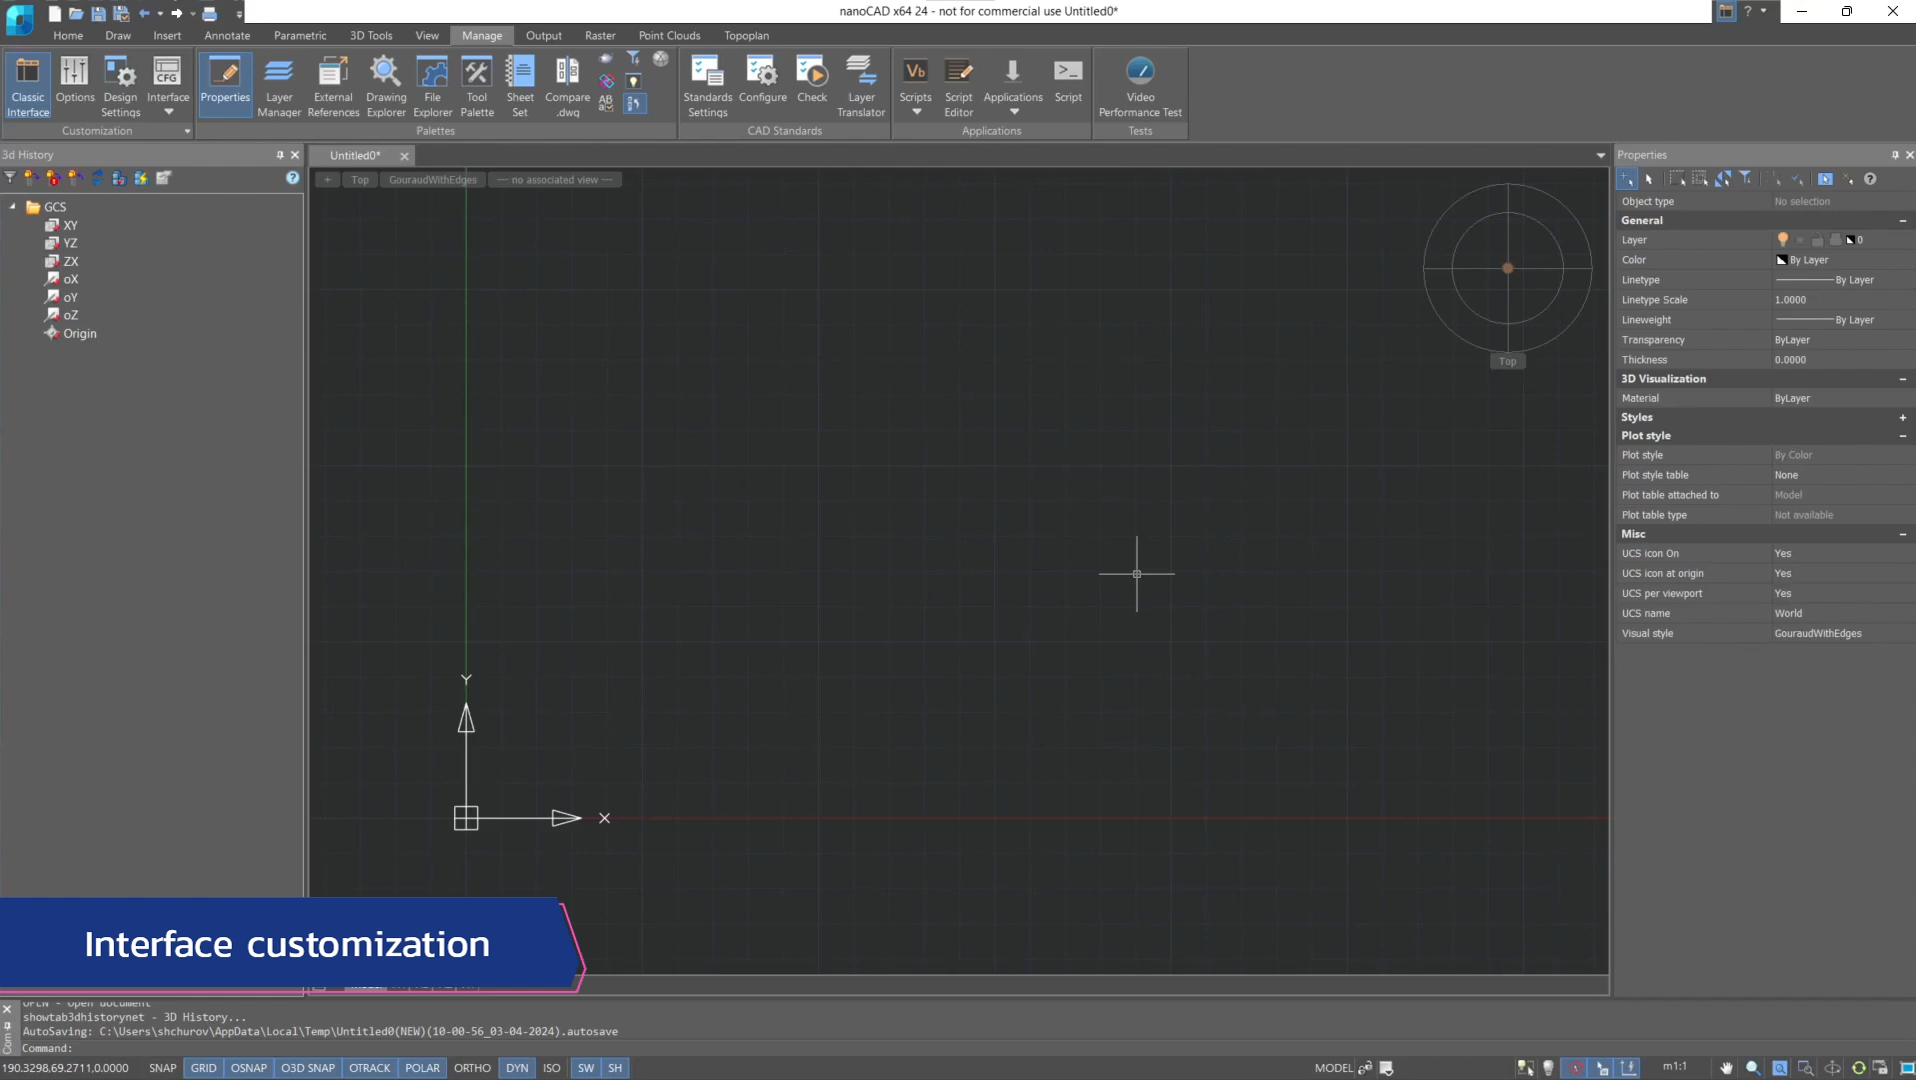 nanoCAD x64 24 - not for commercial use Untitled0*
Home Draw Insert Annotate Parametric 3D Tools View Manage Output Raster Point Clouds Topoplan
Classic Interface
Options
Design Settings
CFG
Interface
Customization
Properties
Layer Manager
External References
Drawing Explorer
File Explorer
Tool Palette
Sheet Set
Compare .dwg
Palettes
Standards Settings
Configure
Check
Layer Translator
CAD Standards
Scripts
Script Editor
Applications
Script
Applications
Video Performance Test
Tests
3d History
GCS
XY
YZ
ZX
oX
oY
oZ
Origin
Untitled0*
+ Top GouraudWithEdges --- no associated view ---
Top
Y
X
Properties
Object type No selection
General
Layer 0
Color By Layer
Linetype By Layer
Linetype Scale 1.0000
Lineweight By Layer
Transparency ByLayer
Thickness 0.0000
3D Visualization
Material ByLayer
Styles
Plot style
Plot style By Color
Plot style table None
Plot table attached to Model
Plot table type Not available
Misc
UCS icon On Yes
UCS icon at origin Yes
UCS per viewport Yes
UCS name World
Visual style GouraudWithEdges
Interface customization
OPEN - Open document
showtab3dhistorynet - 3D History...
AutoSaving: C:\Users\shchurov\AppData\Local\Temp\Untitled0(NEW)(10-00-56_03-04-2024).autosave
Command:
190.3298,69.2711,0.0000 SNAP GRID OSNAP O3D SNAP OTRACK POLAR ORTHO DYN ISO SW SH MODEL m1:1